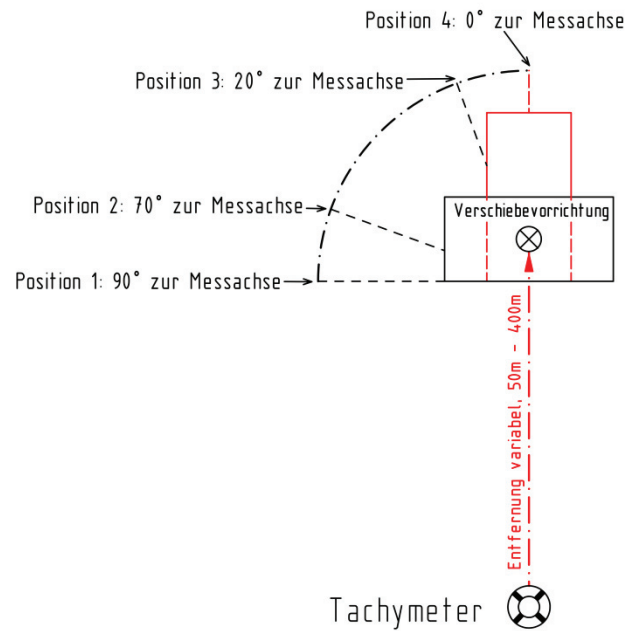 Position 4: 0° zur Messachse
Position 3: 20° zur Messachse
Position 2: 70° zur Messachse
Verschiebevorrichtung
Position 1: 90° zur Messachse
Entfernung variabel, 50m - 400m
Tachymeter